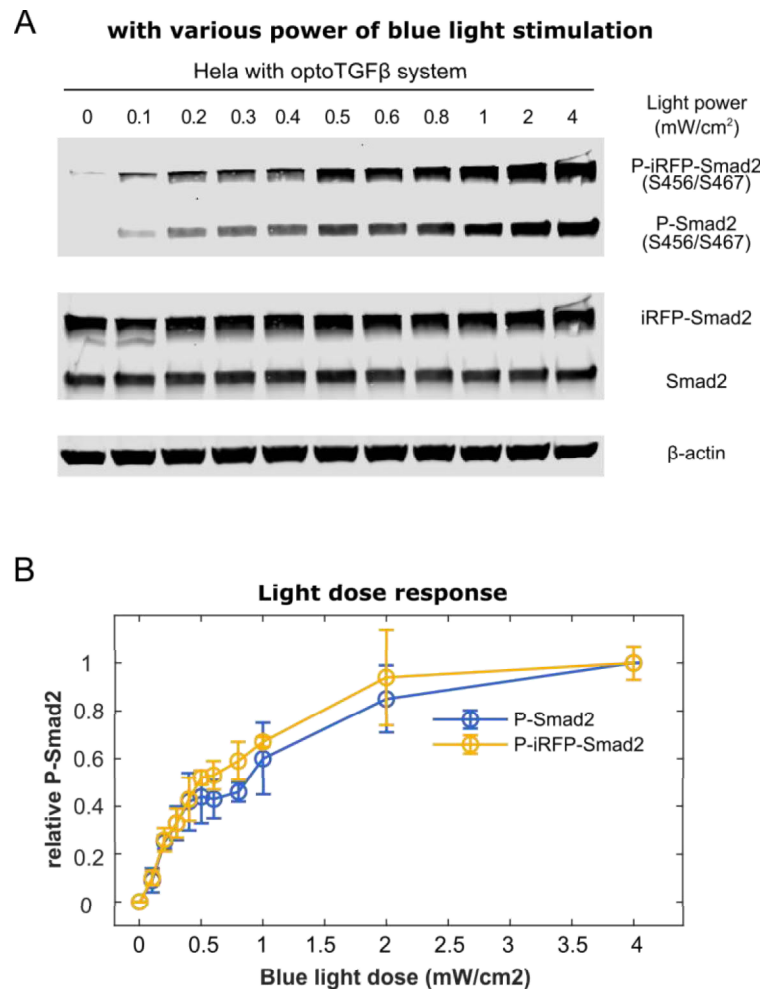 A
with various power of blue light stimulation
Hela with optoTGFβ system
0 0.1 0.2 0.3 0.4 0.5 0.6 0.8 1 2 4
Light power
(mW/cm²)
P-iRFP-Smad2
(S456/S467)
P-Smad2
(S456/S467)
iRFP-Smad2
Smad2
β-actin
B
Light dose response
relative P-Smad2
1
0.8
0.6
0.4
0.2
0
P-Smad2
P-iRFP-Smad2
0 0.5 1 1.5 2 2.5 3 3.5 4
Blue light dose (mW/cm2)